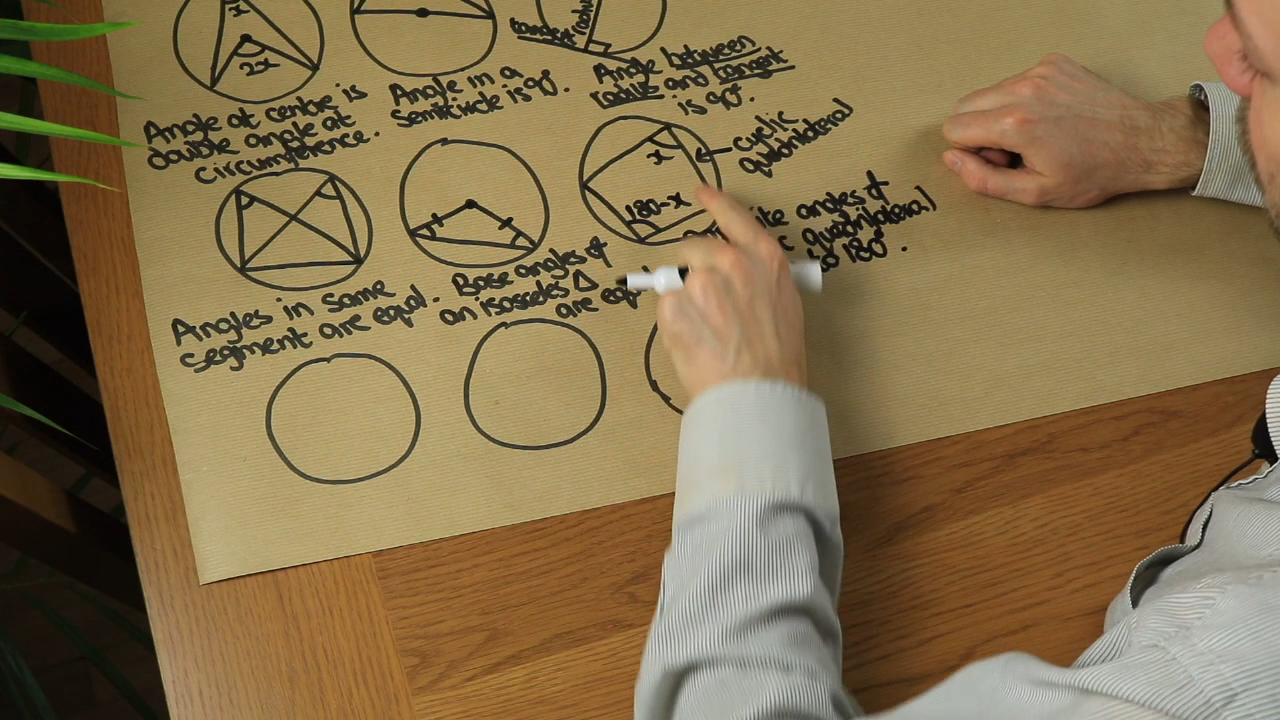 x
2x
tangent radius
Angle at centre is
double angle at
circumference.
Angle in a
semicircle is 90°.
Angle between
radius and tangent
is 90°.
x
180-x
cyclic
quadrilateral
Angles in same
segment are equal.
Base angles of
an isosceles Δ
are
angles of
quadrilateral
to 180°.